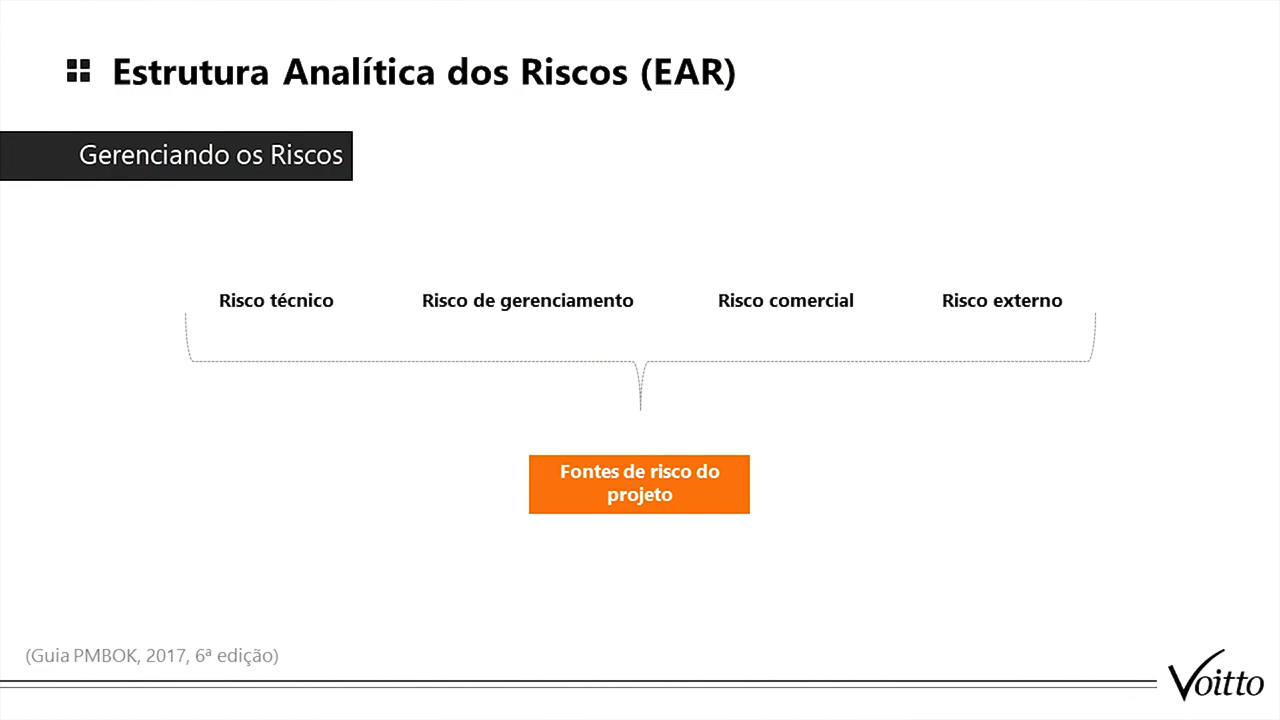 Estrutura Analítica dos Riscos (EAR)
Gerenciando os Riscos
Risco técnico
Risco de gerenciamento
Risco comercial
Risco externo
Fontes de risco do
projeto
(Guia PMBOK, 2017, 6ª edição)
Voitto